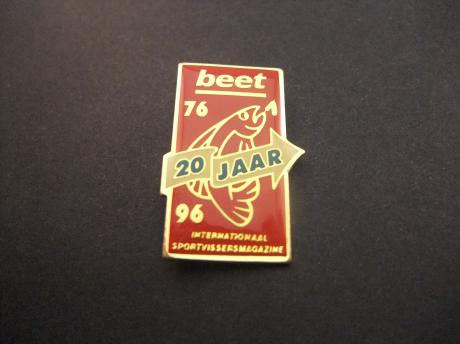 beet
76
20 JAAR
96
INTERNATIONAAL
SPORTVISSERSMAGAZINE